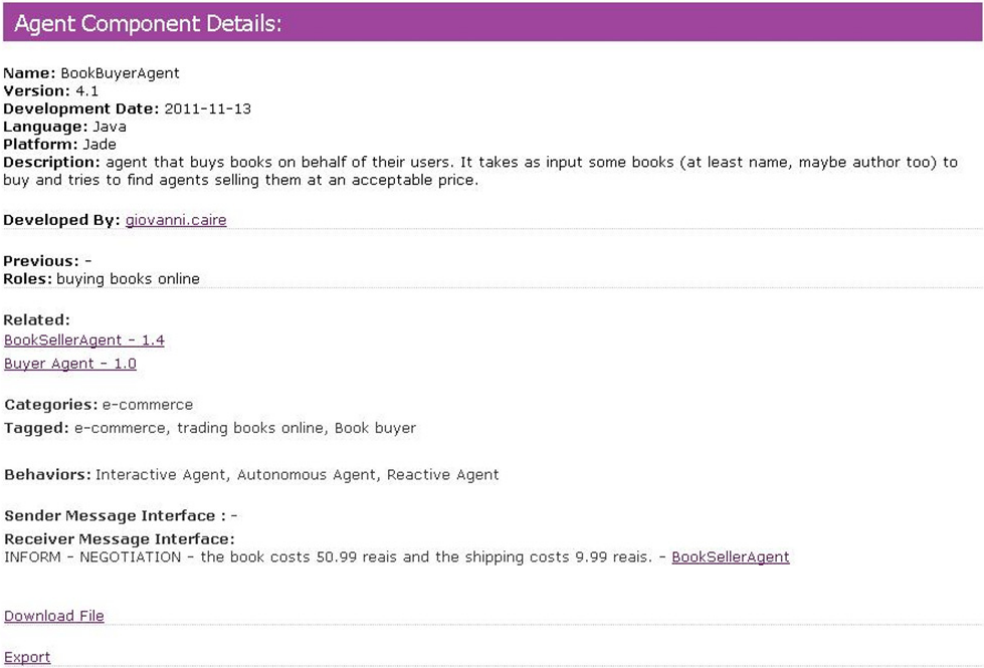 Agent Component Details:
Name: BookBuyerAgent
Version: 4.1
Development Date: 2011-11-13
Language: Java
Platform: Jade
Description: agent that buys books on behalf of their users. It takes as input some books (at least name, maybe author too) to
buy and tries to find agents selling them at an acceptable price.
Developed By: giovanni.caire
Previous: -
Roles: buying books online
Related:
BookSellerAgent - 1.4
Buyer Agent - 1.0
Categories: e-commerce
Tagged: e-commerce, trading books online, Book buyer
Behaviors: Interactive Agent, Autonomous Agent, Reactive Agent
Sender Message Interface : -
Receiver Message Interface:
INFORM - NEGOTIATION - the book costs 50.99 reais and the shipping costs 9.99 reais. - BookSellerAgent
Download File
Export